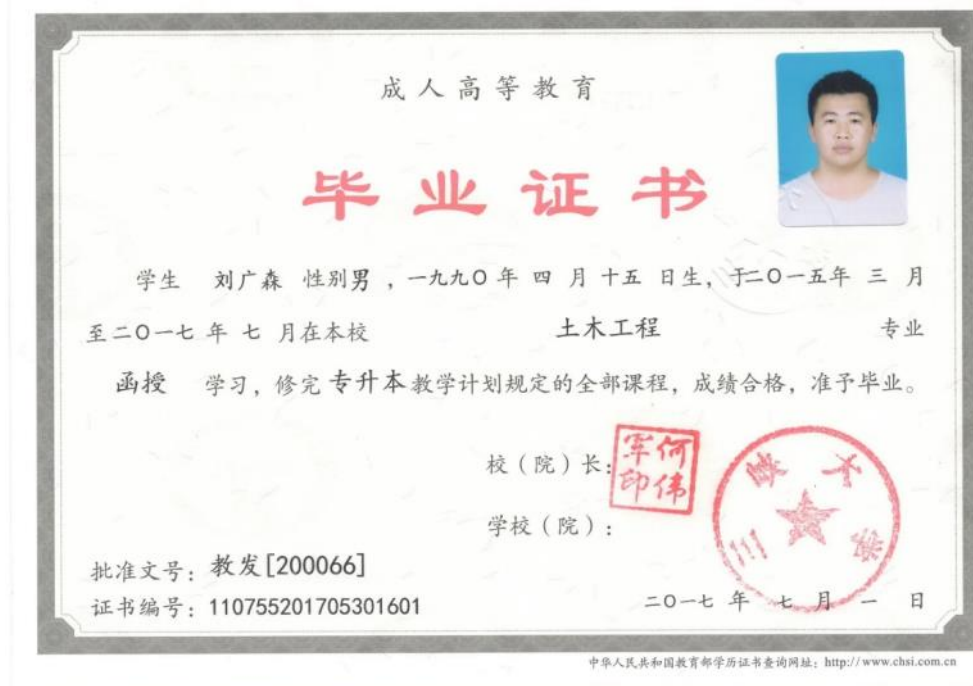 成人高等教育
毕业证书
学生 刘广森 性别男，一九九〇年 四 月 十五 日生，于二〇一五年 三 月
至二〇一七 年 七 月在本校 土木工程 专业
函授 学习，修完 专升本 教学计划规定的全部课程，成绩合格，准予毕业。
校（院）长：
何伟军印
学校（院）：
三峡大学
批准文号：教发[200066]
证书编号：110755201705301601
二〇一七 年 七 月 一 日
中华人民共和国教育部学历证书查询网址：http://www.chsi.com.cn